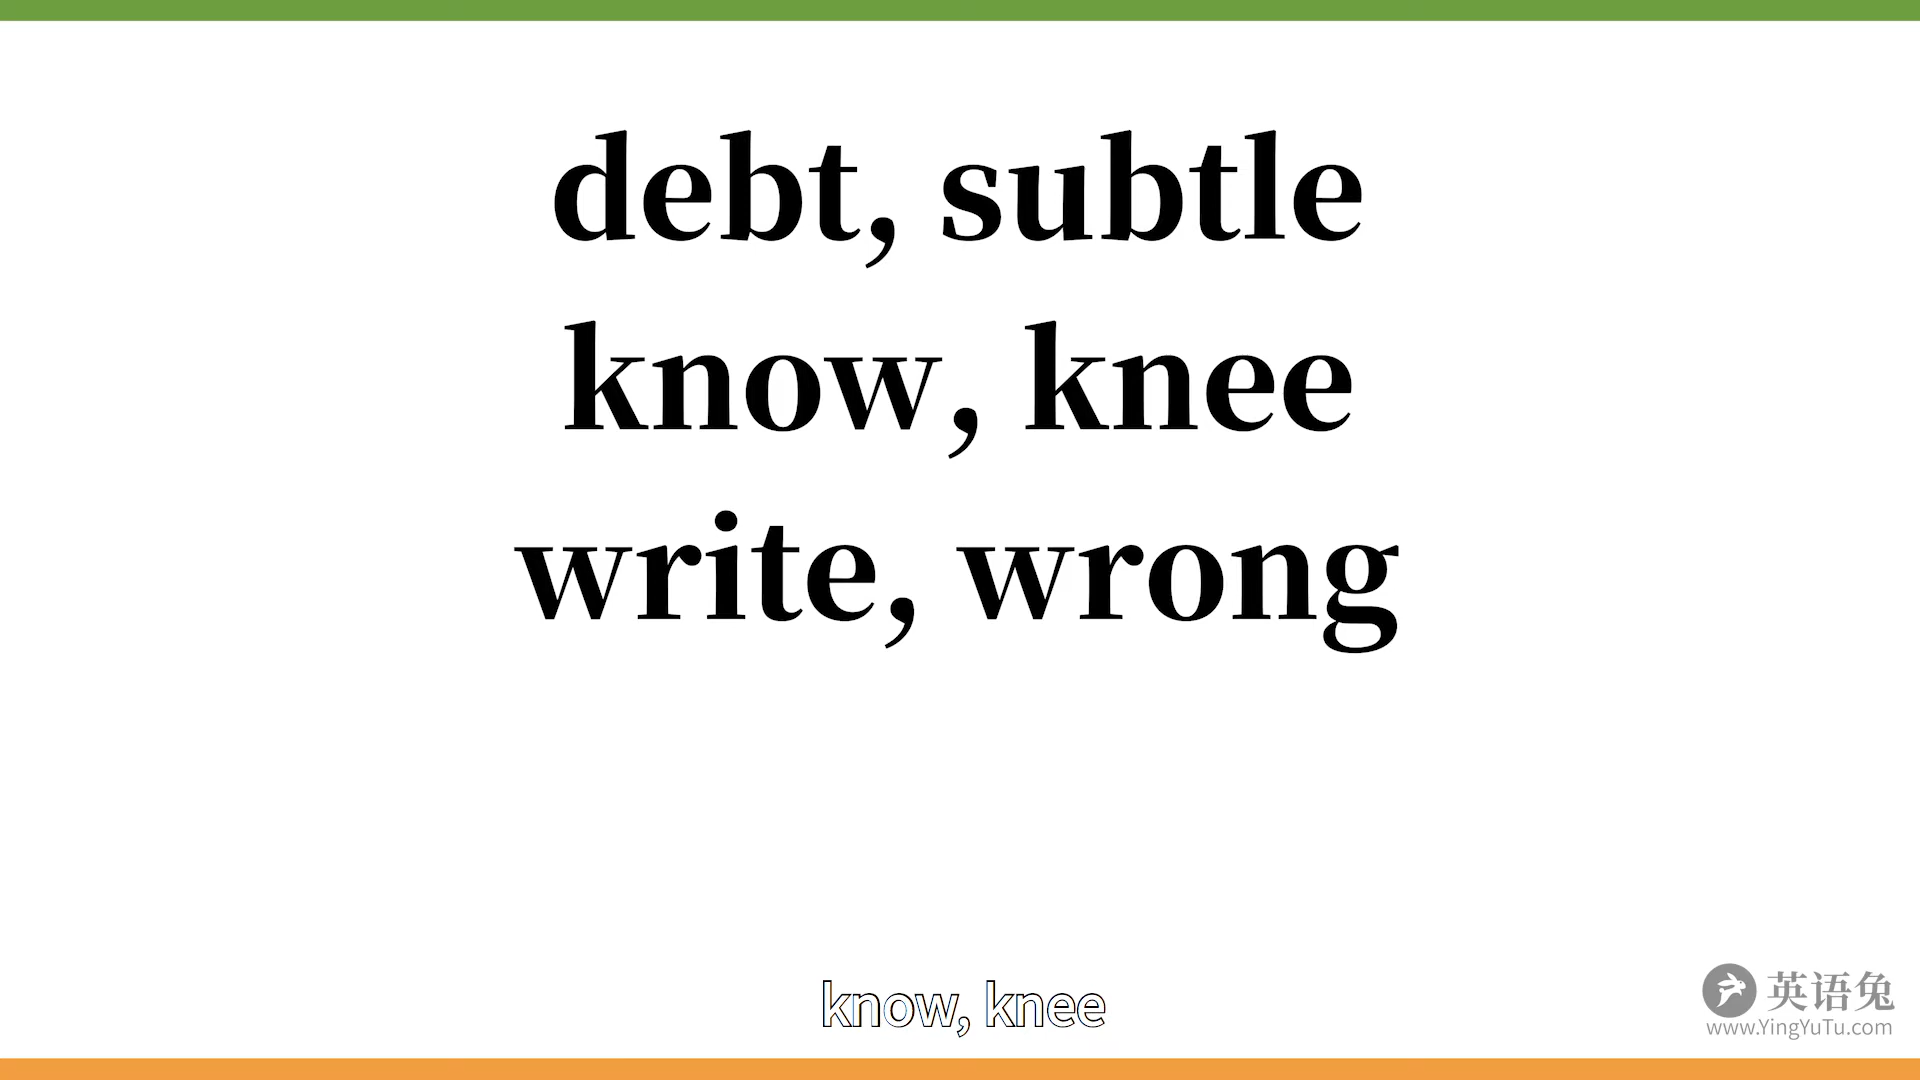 debt, subtle
know, knee
write, wrong
know, knee
英语兔
www.YingYuTu.com